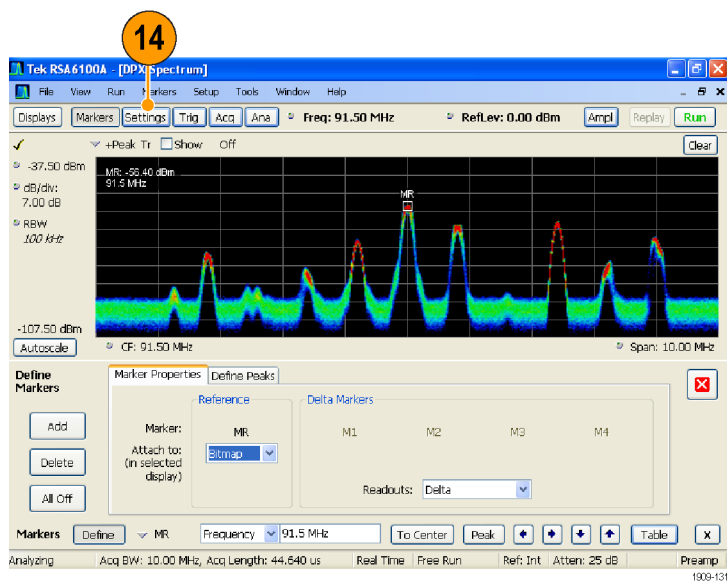 14
Tek RSA6100A - [DPX Spectrum]
File View Run Markers Setup Tools Window Help
Displays Markers Settings Trig Acq Ana Freq: 91.50 MHz RefLev: 0.00 dBm Ampl Replay Run
+Peak Tr Show Off Clear
-37.50 dBm
dB/div:
7.00 dB
RBW
100 kHz
-107.50 dBm
MR: -56.40 dBm
91.5 MHz
MR
Autoscale CF: 91.50 MHz Span: 10.00 MHz
Define
Markers
Marker Properties Define Peaks
Reference Delta Markers
Add
Delete
All Off
Marker: MR M1 M2 M3 M4
Attach to:
(in selected
display)
Bitmap
Readouts: Delta
Markers Define MR Frequency 91.5 MHz To Center Peak Table X
Analyzing Acq BW: 10.00 MHz, Acq Length: 44.640 us Real Time Free Run Ref: Int Atten: 25 dB Preamp
1909-131